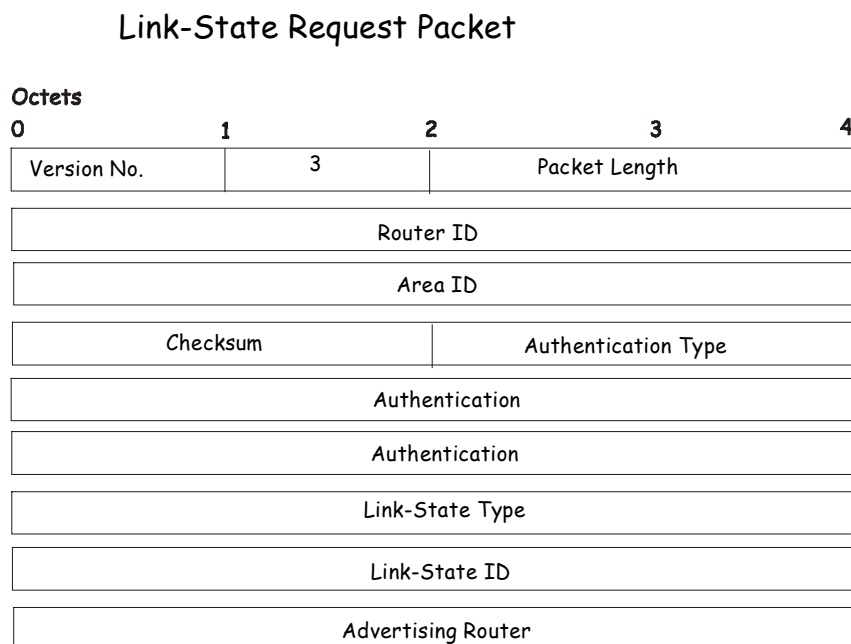 Link-State Request Packet
Octets
0 1 2 3 4
Version No. 3 Packet Length
Router ID
Area ID
Checksum Authentication Type
Authentication
Authentication
Link-State Type
Link-State ID
Advertising Router